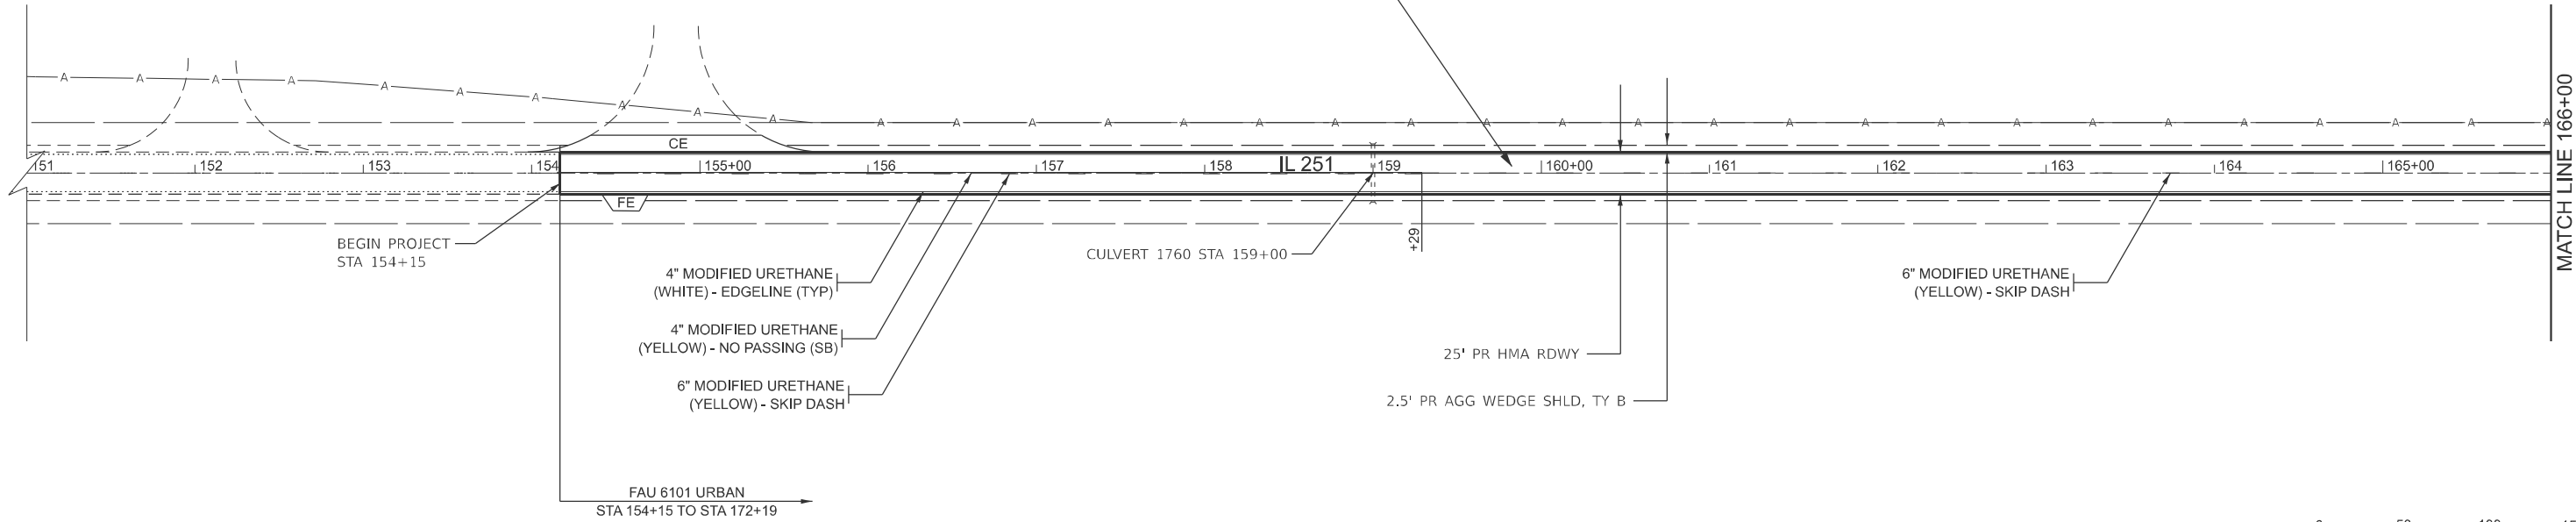 A A A A A A A A A A A A A A A A A A A A A A A A A A A A A A A A A A
CE
151 152 153 154 155+00 156 157 158 IL 251 159 160+00 161 162 163 164 165+00
FE
MATCH LINE 166+00
BEGIN PROJECT
STA 154+15
4" MODIFIED URETHANE
(WHITE) - EDGELINE (TYP)
4" MODIFIED URETHANE
(YELLOW) - NO PASSING (SB)
6" MODIFIED URETHANE
(YELLOW) - SKIP DASH
CULVERT 1760 STA 159+00
+29
25' PR HMA RDWY
2.5' PR AGG WEDGE SHLD, TY B
6" MODIFIED URETHANE
(YELLOW) - SKIP DASH
FAU 6101 URBAN
STA 154+15 TO STA 172+19